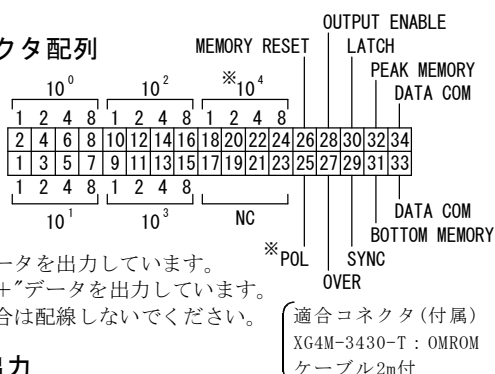 OUTPUT ENABLE
クタ配列
MEMORY RESET
LATCH
PEAK MEMORY
DATA COM
10⁰ 10² ※10⁴
1 2 4 8 1 2 4 8 1 2 4 8
2 4 6 8 10 12 14 16 18 20 22 24 26 28 30 32 34
1 3 5 7 9 11 13 15 17 19 21 23 25 27 29 31 33
1 2 4 8 1 2 4 8
10¹ 10³ NC
DATA COM
BOTTOM MEMORY
※POL
SYNC
OVER
ータを出力しています。
+"データを出力しています。
合は配線しないでください。
適合コネクタ(付属)
XG4M-3430-T：OMROM
ケーブル2m付
出力